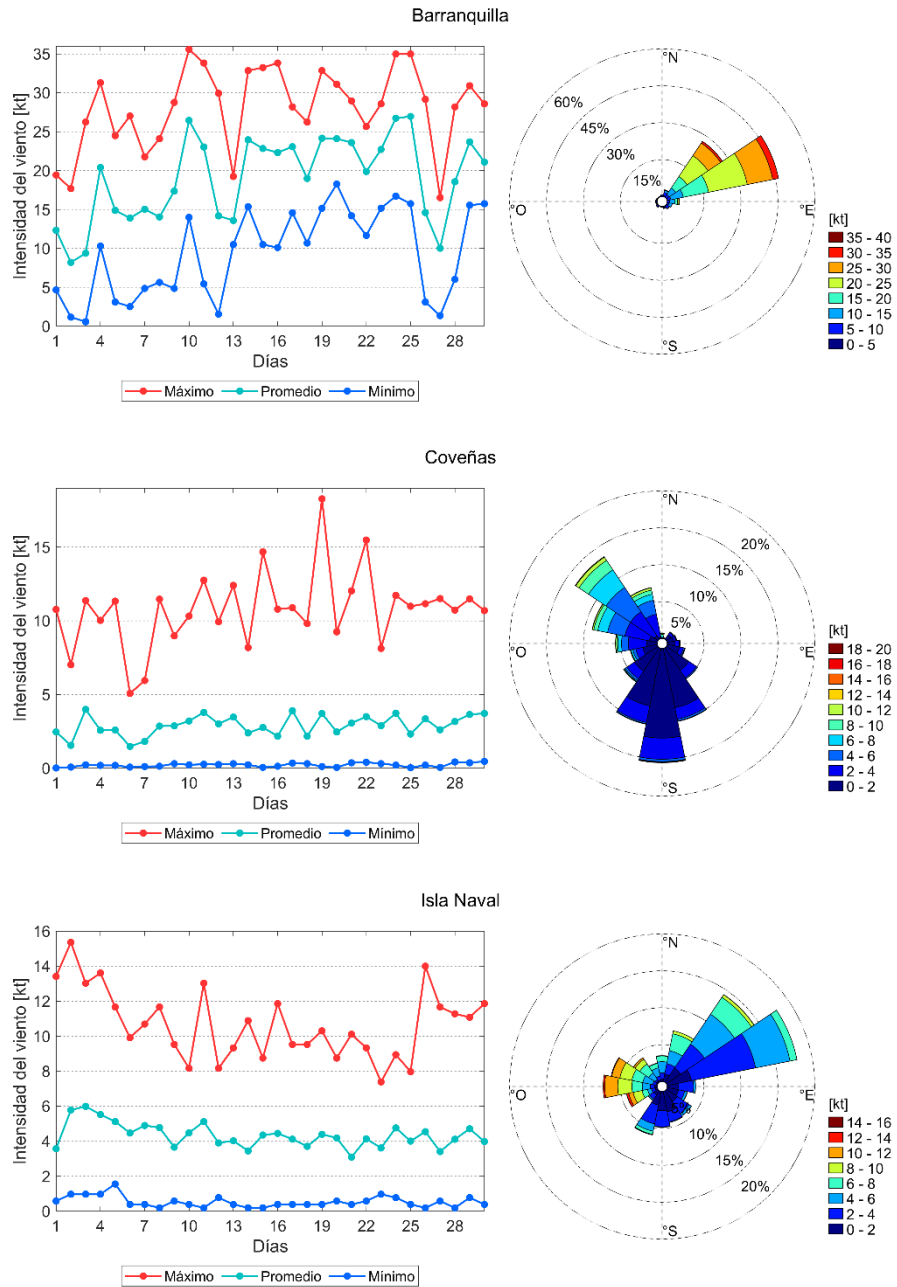 Barranquilla
Intensidad del viento [kt]
35
30
25
20
15
10
5
0
1 4 7 10 13 16 19 22 25 28
Días
Máximo Promedio Mínimo
°N
60%
45%
30%
15%
°O
°E
°S
[kt]
35 - 40
30 - 35
25 - 30
20 - 25
15 - 20
10 - 15
5 - 10
0 - 5
Coveñas
Intensidad del viento [kt]
15
10
5
0
1 4 7 10 13 16 19 22 25 28
Días
Máximo Promedio Mínimo
°N
20%
15%
10%
5%
°O
°E
°S
[kt]
18 - 20
16 - 18
14 - 16
12 - 14
10 - 12
8 - 10
6 - 8
4 - 6
2 - 4
0 - 2
Isla Naval
Intensidad del viento [kt]
16
14
12
10
8
6
4
2
0
1 4 7 10 13 16 19 22 25 28
Días
Máximo Promedio Mínimo
°N
°O
°E
10%
15%
20%
°S
[kt]
14 - 16
12 - 14
10 - 12
8 - 10
6 - 8
4 - 6
2 - 4
0 - 2